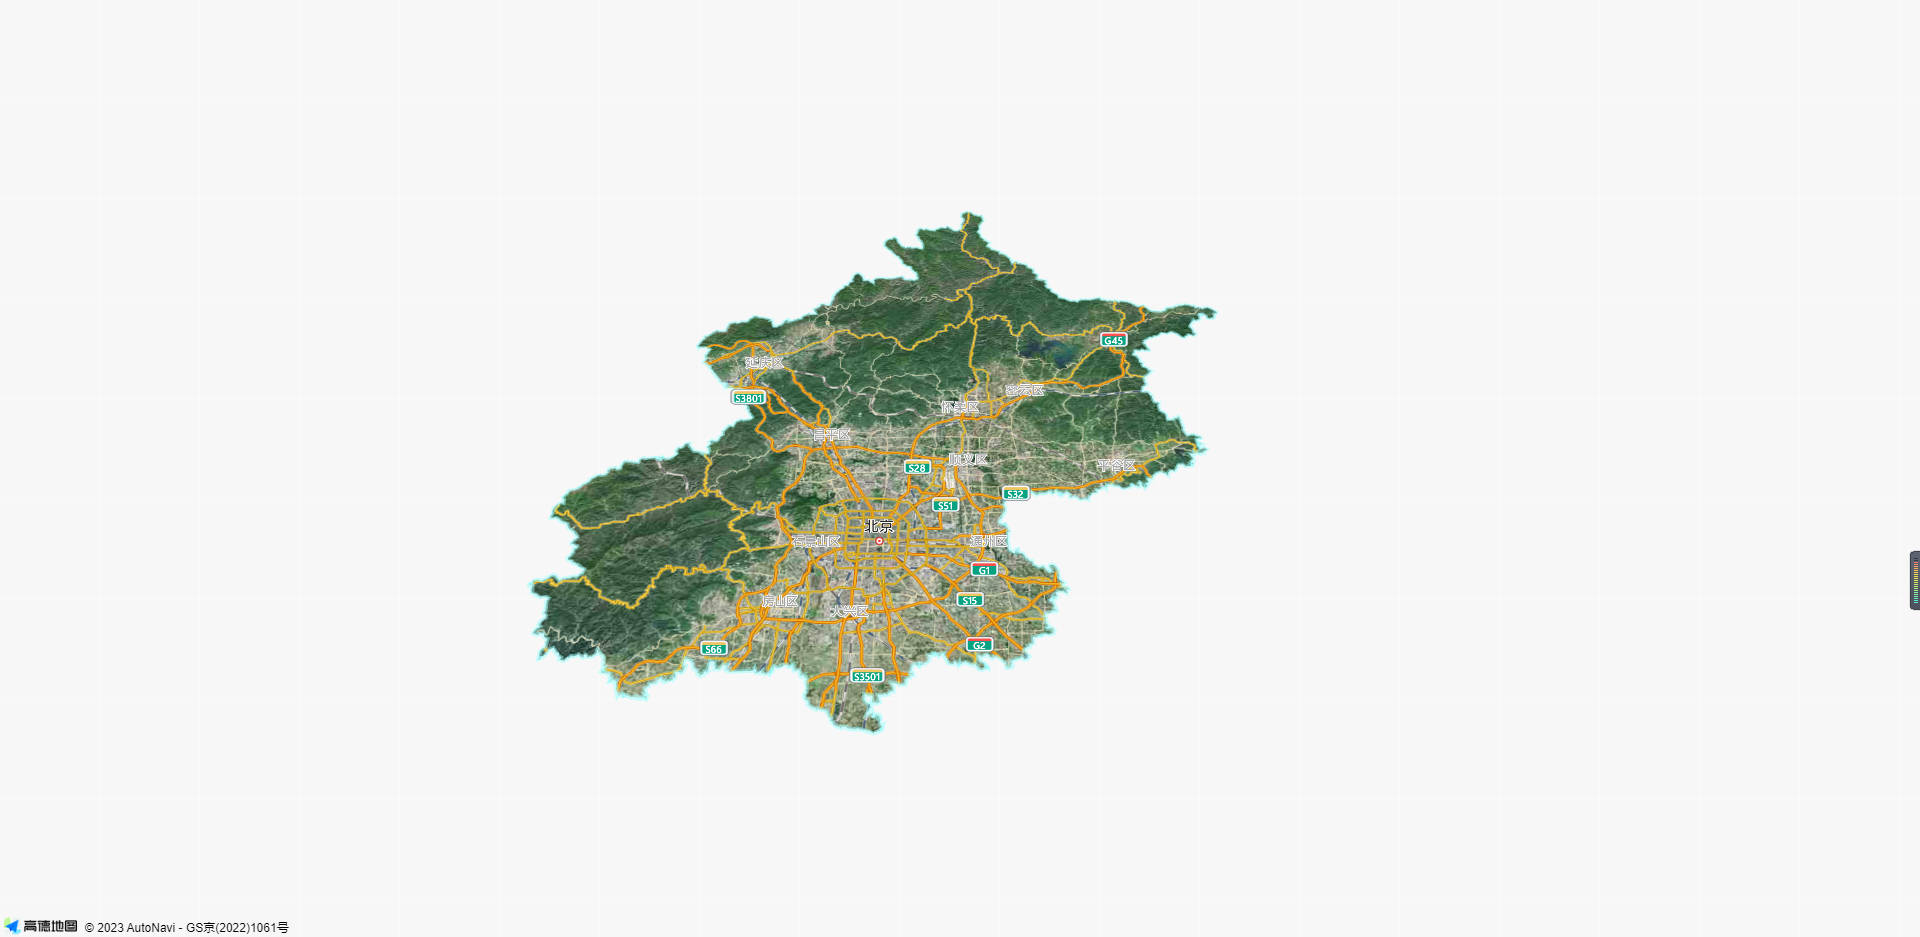 G45
延庆区
密云区
S3801
怀柔区
昌平区
顺义区
平谷区
S28
S32
S51
北京
石景山区
通州区
G1
S15
房山区
大兴区
G2
S66
S3501
高德地图
© 2023 AutoNavi - GS京(2022)1061号